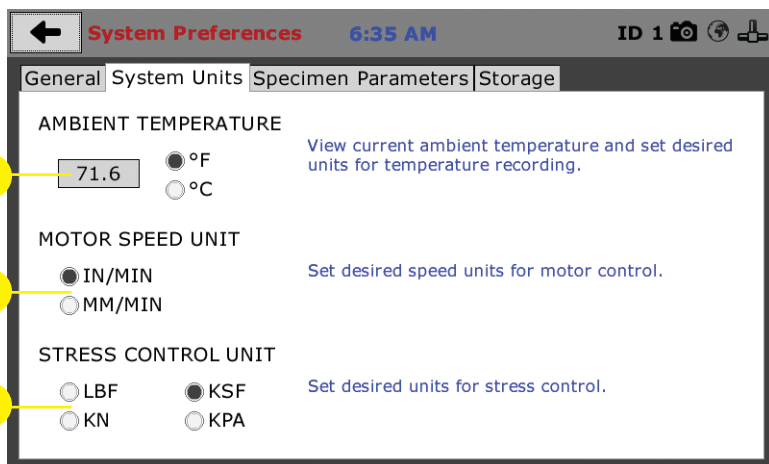 System Preferences 6:35 AM ID 1
General System Units Specimen Parameters Storage
AMBIENT TEMPERATURE
View current ambient temperature and set desired
units for temperature recording.
71.6 °F
°C
MOTOR SPEED UNIT
IN/MIN
Set desired speed units for motor control.
MM/MIN
STRESS CONTROL UNIT
LBF KSF
Set desired units for stress control.
KN KPA